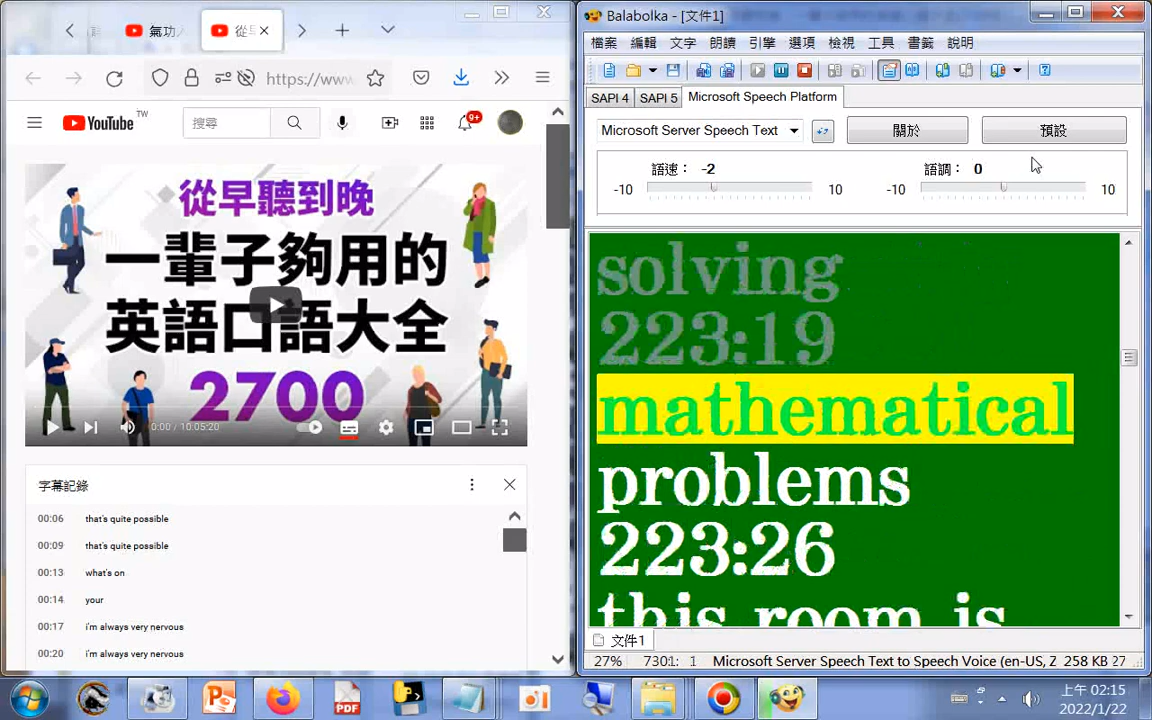 氣功
從
https://www
YouTube TW
搜尋
9+
從早聽到晚
一輩子夠用的
英語口語大全
2700
0:00 / 10:05:20
字幕記錄
00:06 that's quite possible
00:09 that's quite possible
00:13 what's on
00:14 your
00:17 i'm always very nervous
00:20 i'm always very nervous
Balabolka - [文件1]
檔案 編輯 文字 朗讀 引擎 選項 檢視 工具 書籤 說明
SAPI 4 SAPI 5 Microsoft Speech Platform
Microsoft Server Speech Text 關於 預設
語速： -2 語調： 0
-10 10 -10 10
solving
223:19
mathematical
problems
223:26
this room is
文件1
27% 7301: 1 Microsoft Server Speech Text to Speech Voice (en-US, Z 258 KB 27
PDF
上午 02:15
2022/1/22